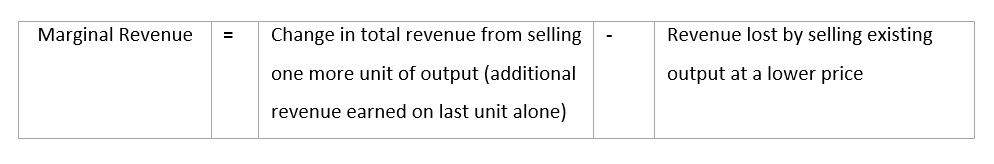 Marginal Revenue = Change in total revenue from selling - Revenue lost by selling existing
one more unit of output (additional output at a lower price
revenue earned on last unit alone)